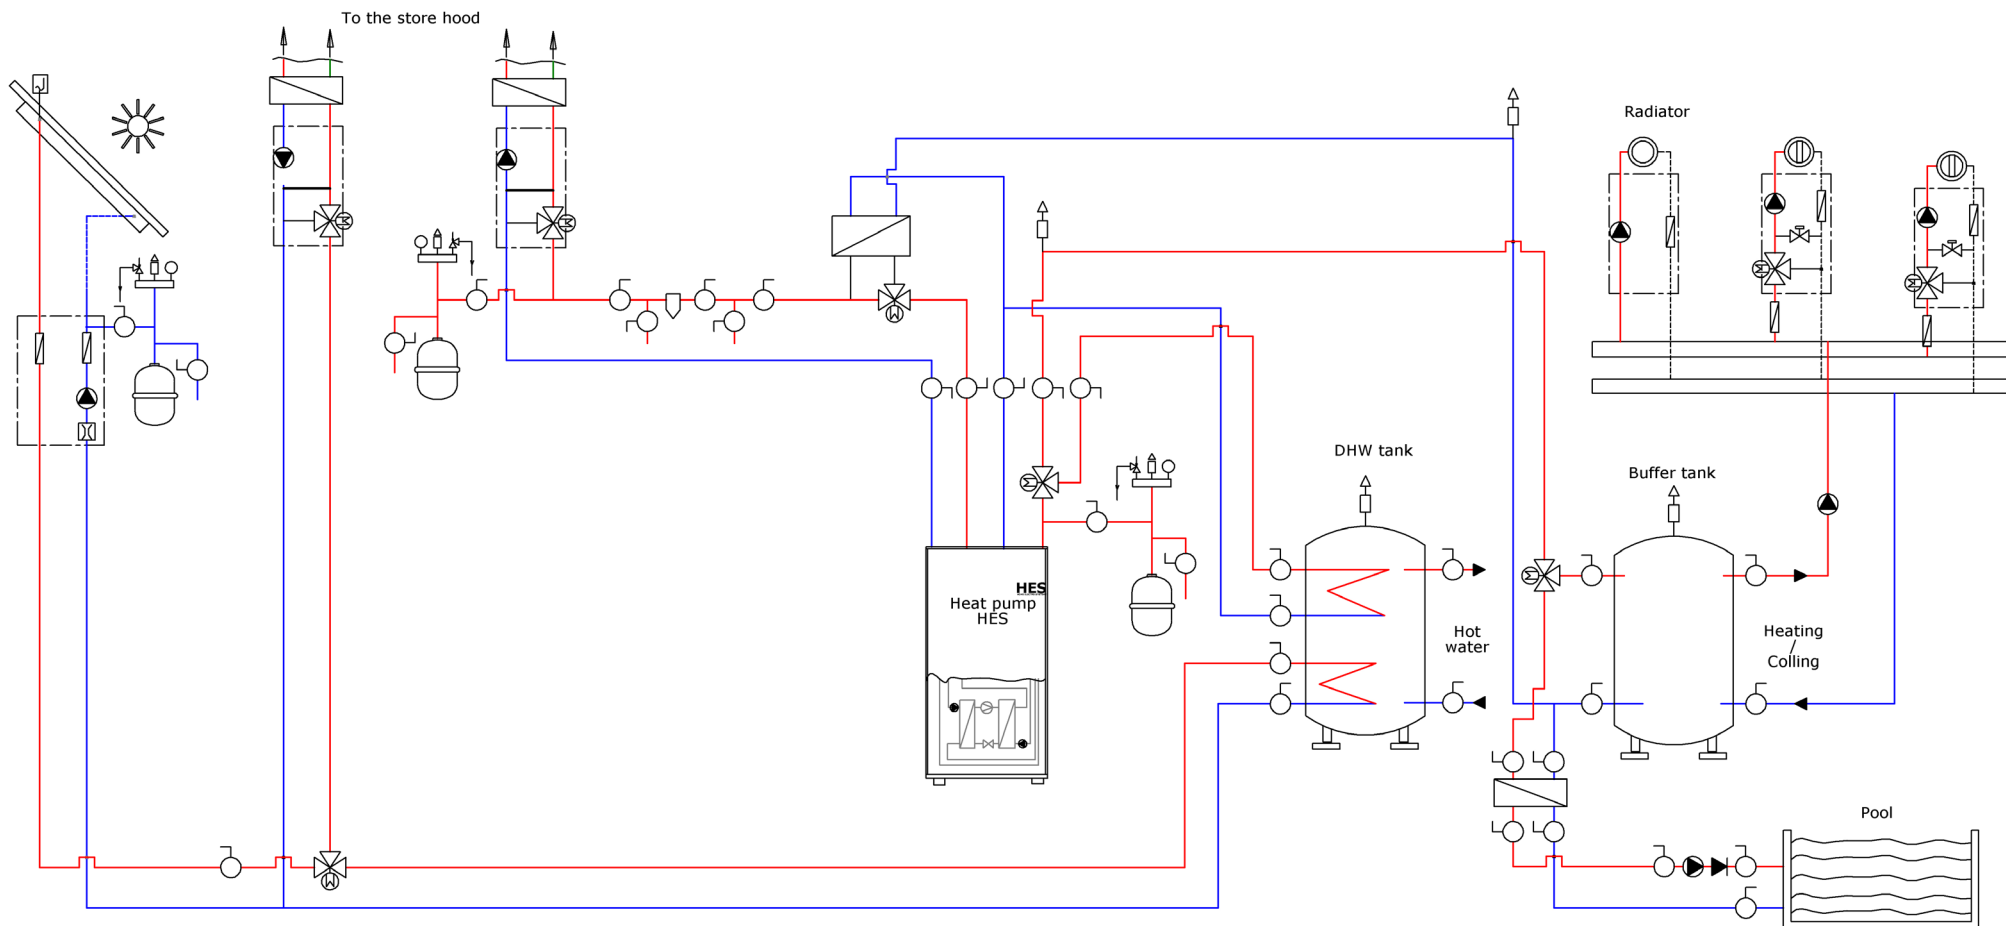 To the store hood
Radiator
DHW tank
Buffer tank
HES
Heat pump
HES
Hot
water
Heating
/
Colling
Pool